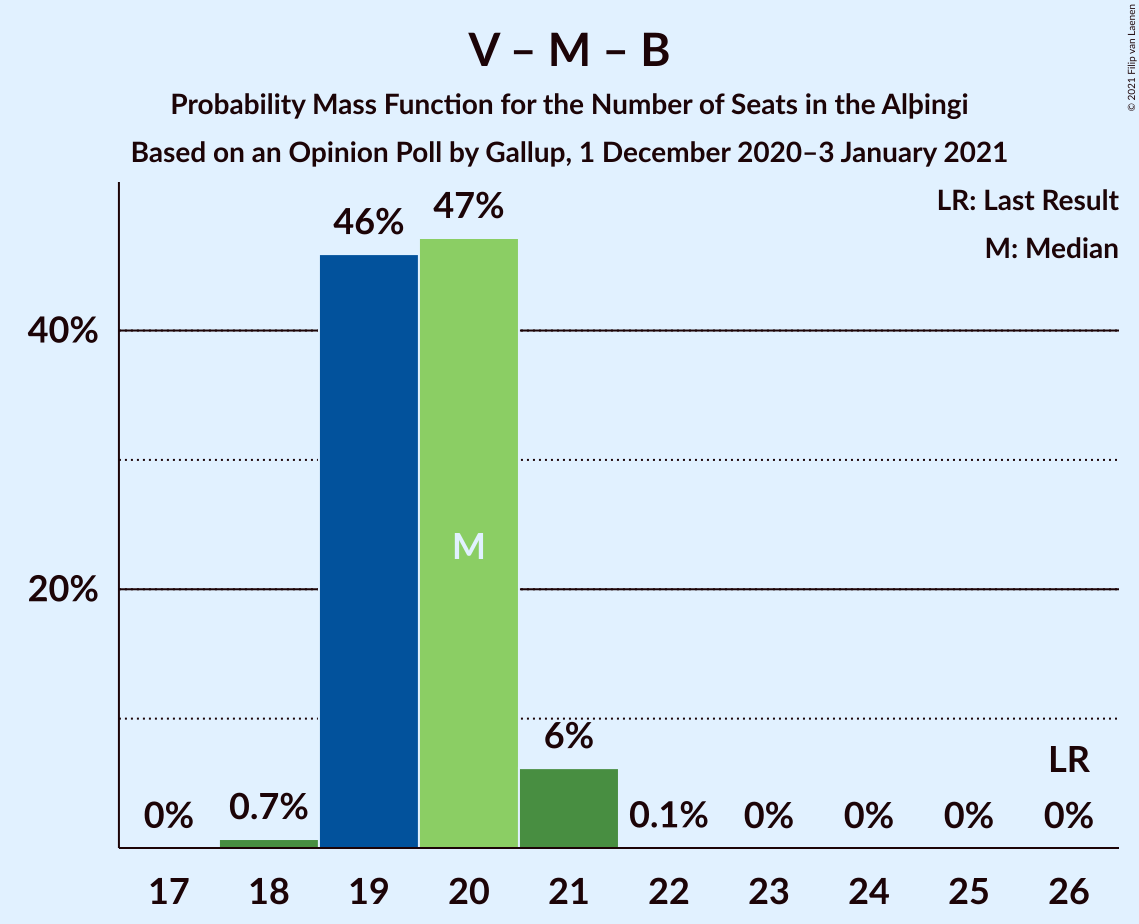 V – M – B
Probability Mass Function for the Number of Seats in the Alþingi
Based on an Opinion Poll by Gallup, 1 December 2020–3 January 2021
© 2021 Filip van Laenen
LR: Last Result
M: Median
46%
47%
40%
M
20%
6%
LR
0%
0.7%
0.1%
0%
0%
0%
0%
17
18
19
20
21
22
23
24
25
26